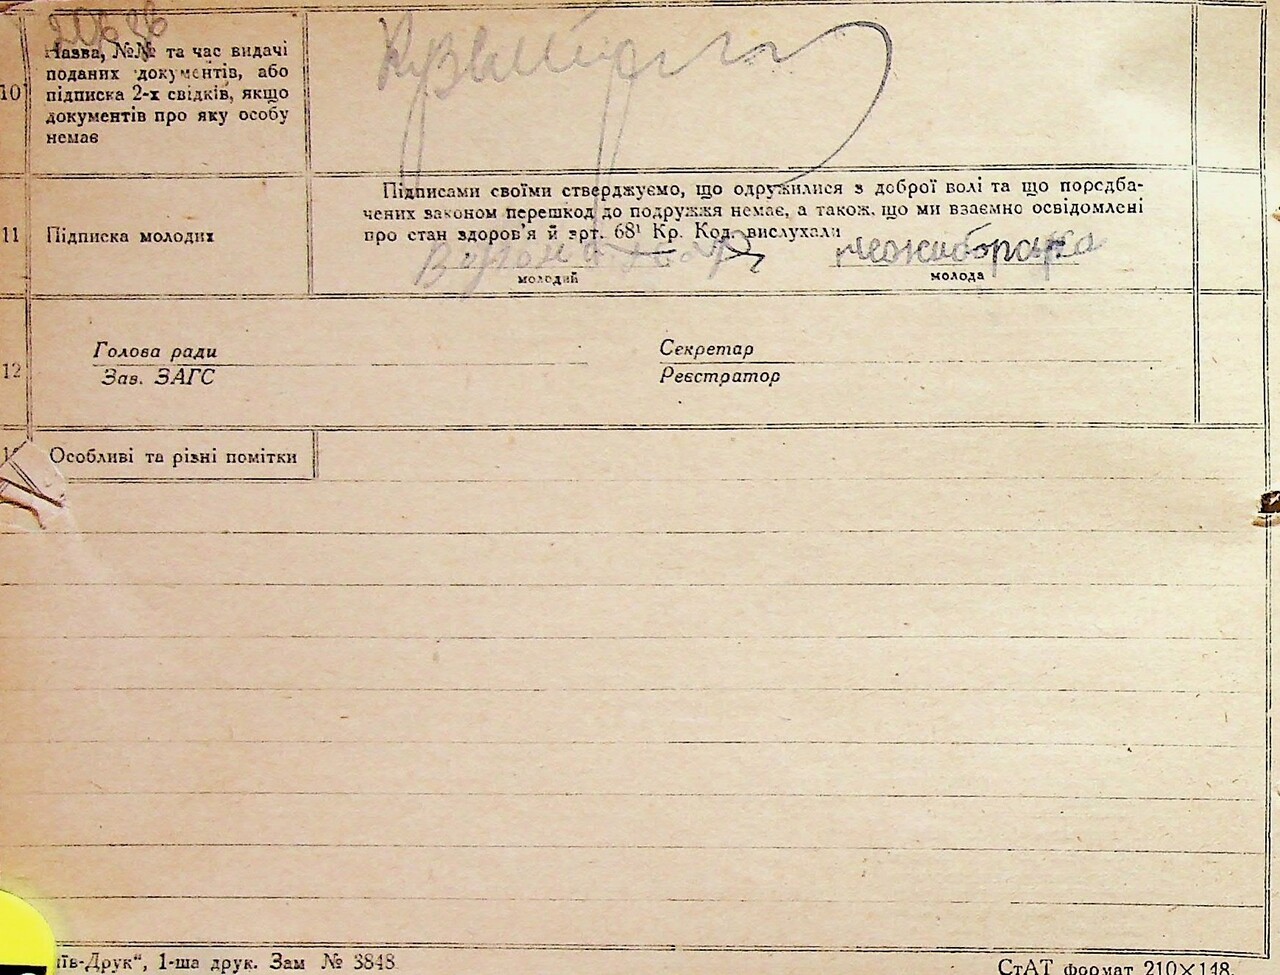 10
Назва, №№ та час видачі
поданих документів, або
підписка 2-х свідків, якщо
документів про яку особу
немає
11
Підписка молодих
Підписами своїми стверджуємо, що одружилися з доброї волі та що порсдба-
чених законом перешкод до подружжя немає, а також, що ми взаємно освідомлені
про стан здоров'я й арт. 68¹ Кр. Код. вислухали
молодий
молода
12
Голова ради
Зав. ЗАГС
Секретар
Реєстратор
Особливі та різні помітки
їв-Друк", 1-ша друк. Зам № 3848
СтАТ формат 210×148.